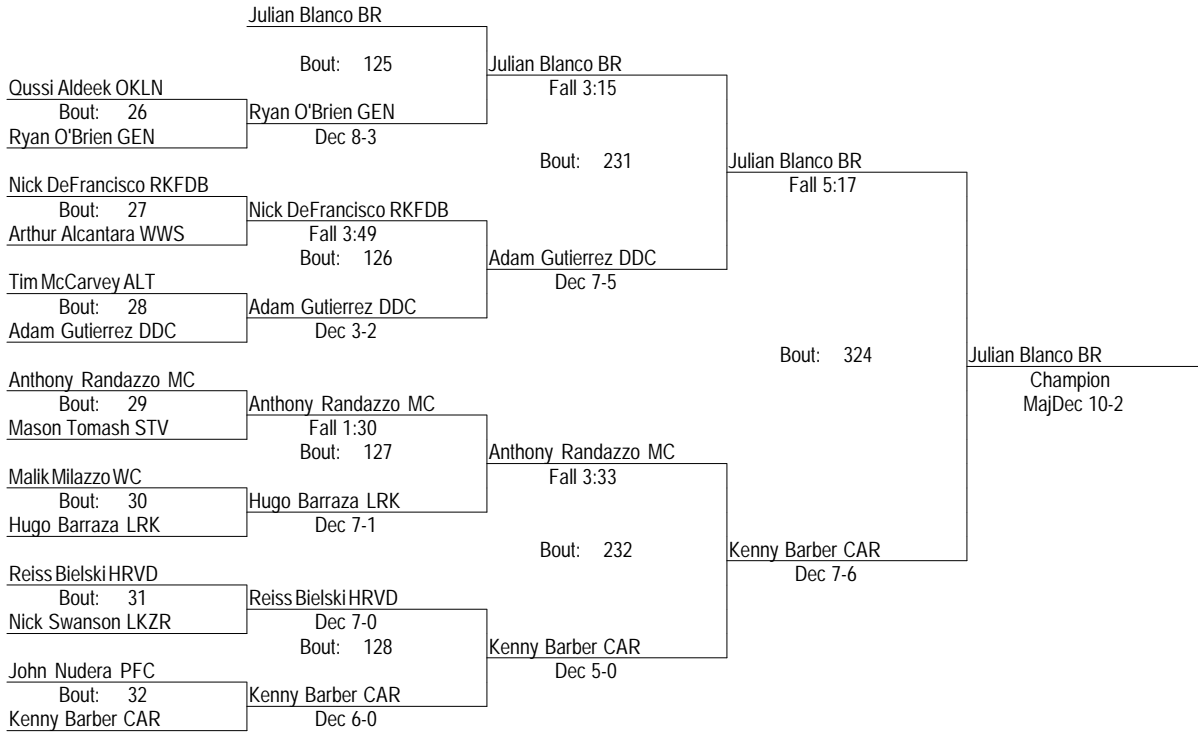 Julian Blanco BR
Bout: 125
Julian Blanco BR
Fall 3:15
Qussi Aldeek OKLN
Bout: 26
Ryan O'Brien GEN
Ryan O'Brien GEN
Dec 8-3
Bout: 231
Julian Blanco BR
Fall 5:17
Nick DeFrancisco RKFDB
Bout: 27
Arthur Alcantara WWS
Nick DeFrancisco RKFDB
Fall 3:49
Bout: 126
Adam Gutierrez DDC
Dec 7-5
Tim McCarvey ALT
Bout: 28
Adam Gutierrez DDC
Adam Gutierrez DDC
Dec 3-2
Bout: 324
Julian Blanco BR
Champion
MajDec 10-2
Anthony Randazzo MC
Bout: 29
Mason Tomash STV
Anthony Randazzo MC
Fall 1:30
Bout: 127
Anthony Randazzo MC
Fall 3:33
Malik Milazzo WC
Bout: 30
Hugo Barraza LRK
Hugo Barraza LRK
Dec 7-1
Bout: 232
Kenny Barber CAR
Dec 7-6
Reiss Bielski HRVD
Bout: 31
Nick Swanson LKZR
Reiss Bielski HRVD
Dec 7-0
Bout: 128
Kenny Barber CAR
Dec 5-0
John Nudera PFC
Bout: 32
Kenny Barber CAR
Kenny Barber CAR
Dec 6-0